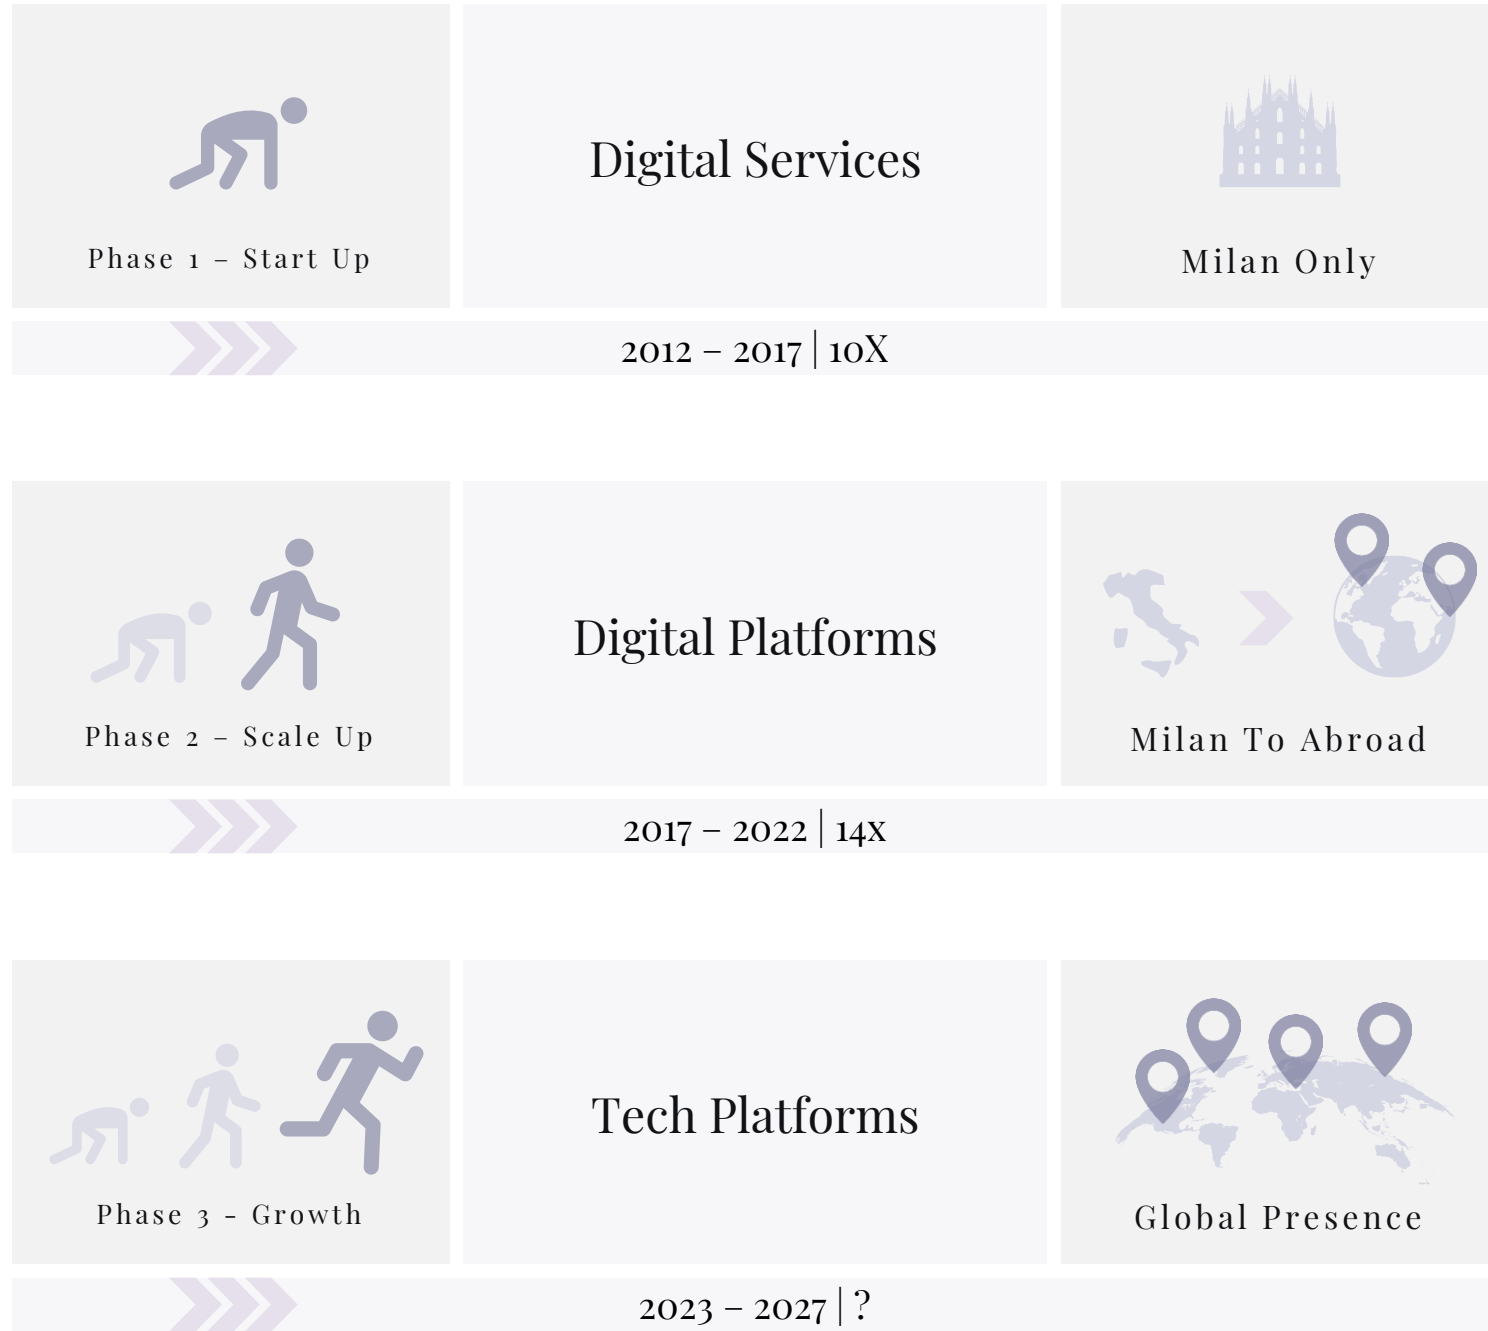 Digital Services
Phase 1 – Start Up
Milan Only
2012 – 2017 | 10X
Digital Platforms
Phase 2 – Scale Up
Milan To Abroad
2017 – 2022 | 14x
Tech Platforms
Phase 3 - Growth
Global Presence
2023 – 2027 | ?